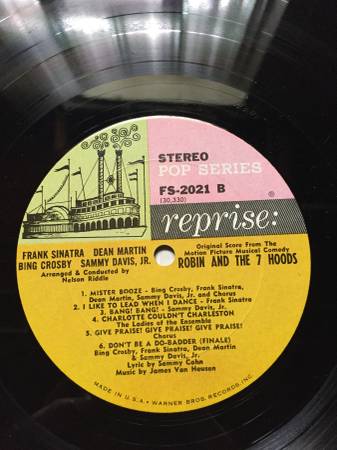 STEREO
POP SERIES
FS-2021 B
(30,330)
reprise:
FRANK SINATRA DEAN MARTIN
BING CROSBY SAMMY DAVIS, JR.
Arranged & Conducted by
Nelson Riddle
Original Score From The
Motion Picture Musical Comedy
ROBIN AND THE 7 HOODS
1. MISTER BOOZE - Bing Crosby, Frank Sinatra,
Dean Martin, Sammy Davis, Jr. and Chorus
2. I LIKE TO LEAD WHEN I DANCE - Frank Sinatra
3. BANG! BANG! - Sammy Davis, Jr.
4. CHARLOTTE COULDN'T CHARLESTON
The Ladies of the Ensemble
5. GIVE PRAISE! GIVE PRAISE! GIVE PRAISE!
Chorus
6. DON'T BE A DO-BADDER (FINALE)
Bing Crosby, Frank Sinatra, Dean Martin
& Sammy Davis, Jr.
Lyric by Sammy Cahn
Music by James Van Heusen
MADE IN U.S.A. • WARNER BROS. RECORDS INC.